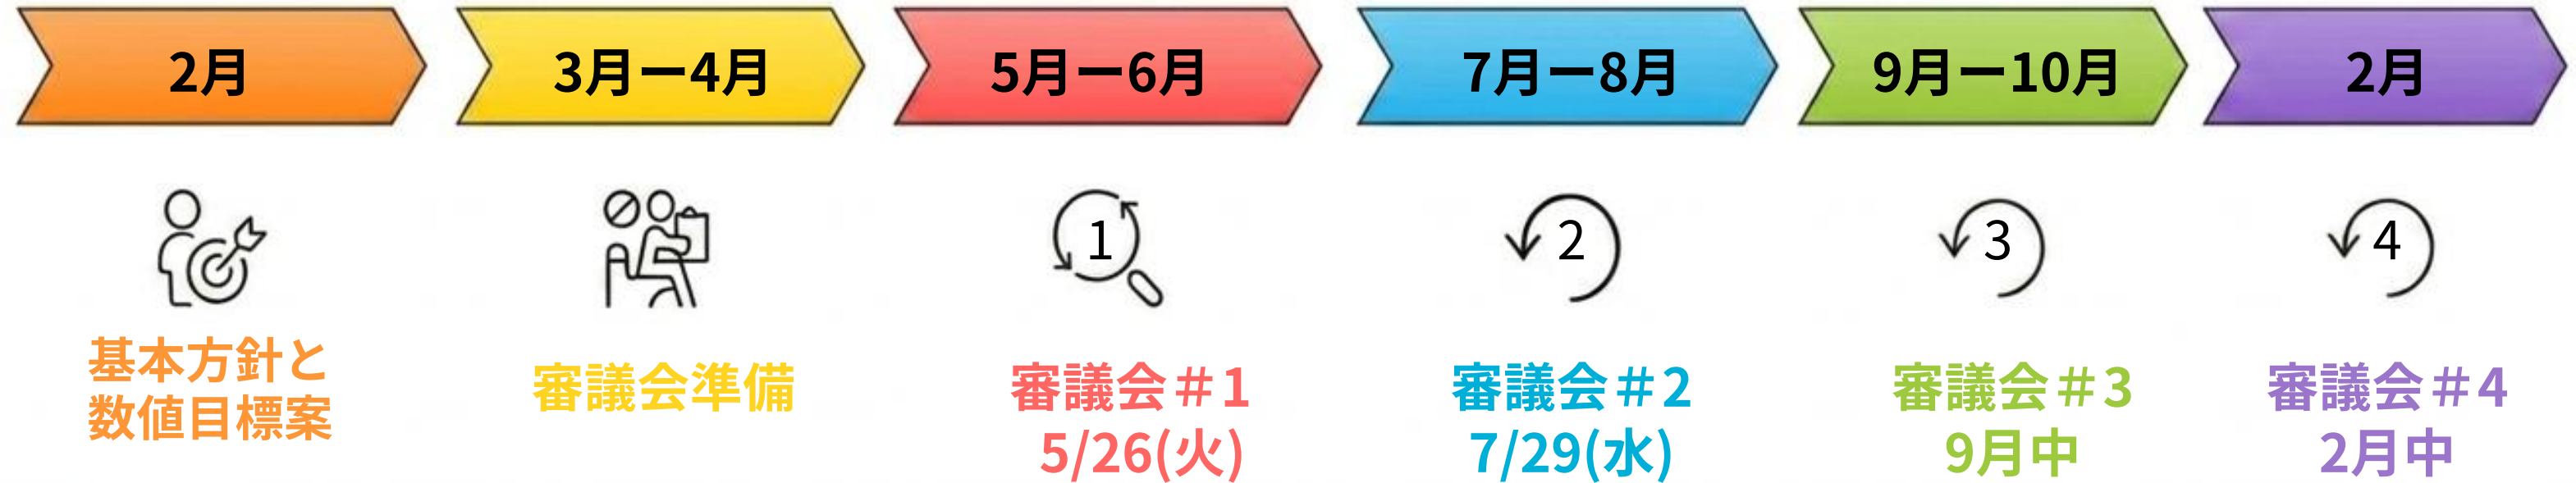 2月
3月ー4月
5月ー6月
7月ー8月
9月ー10月
2月
1
2
3
4
基本方針と
数値目標案
審議会準備
審議会＃1
5/26(火)
審議会＃2
7/29(水)
審議会＃3
9月中
審議会＃4
2月中